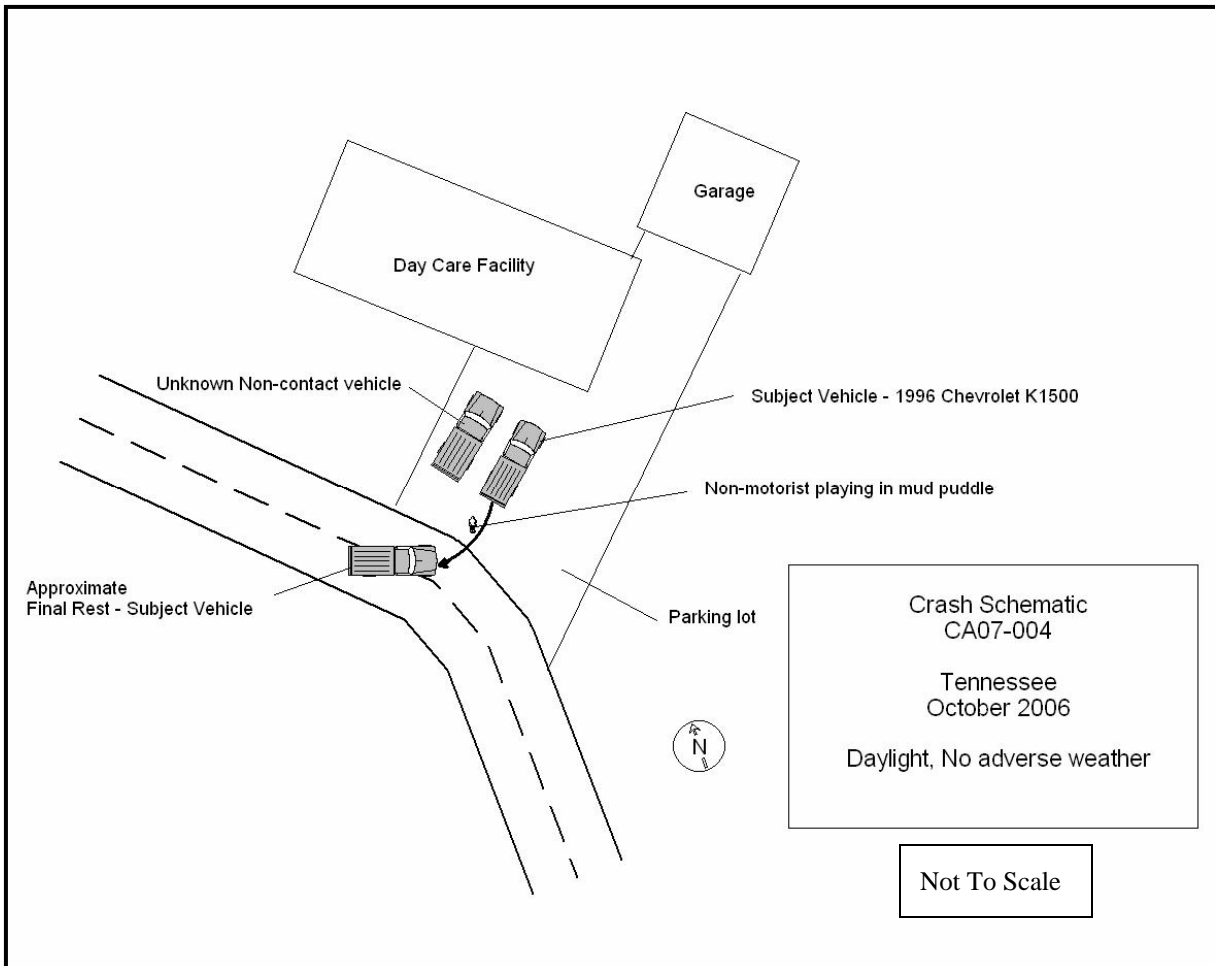 Garage
Day Care Facility
Unknown Non-contact vehicle
Subject Vehicle - 1996 Chevrolet K1500
Non-motorist playing in mud puddle
Approximate
Final Rest - Subject Vehicle
Parking lot
Crash Schematic
CA07-004
Tennessee
October 2006
N
Daylight, No adverse weather
Not To Scale